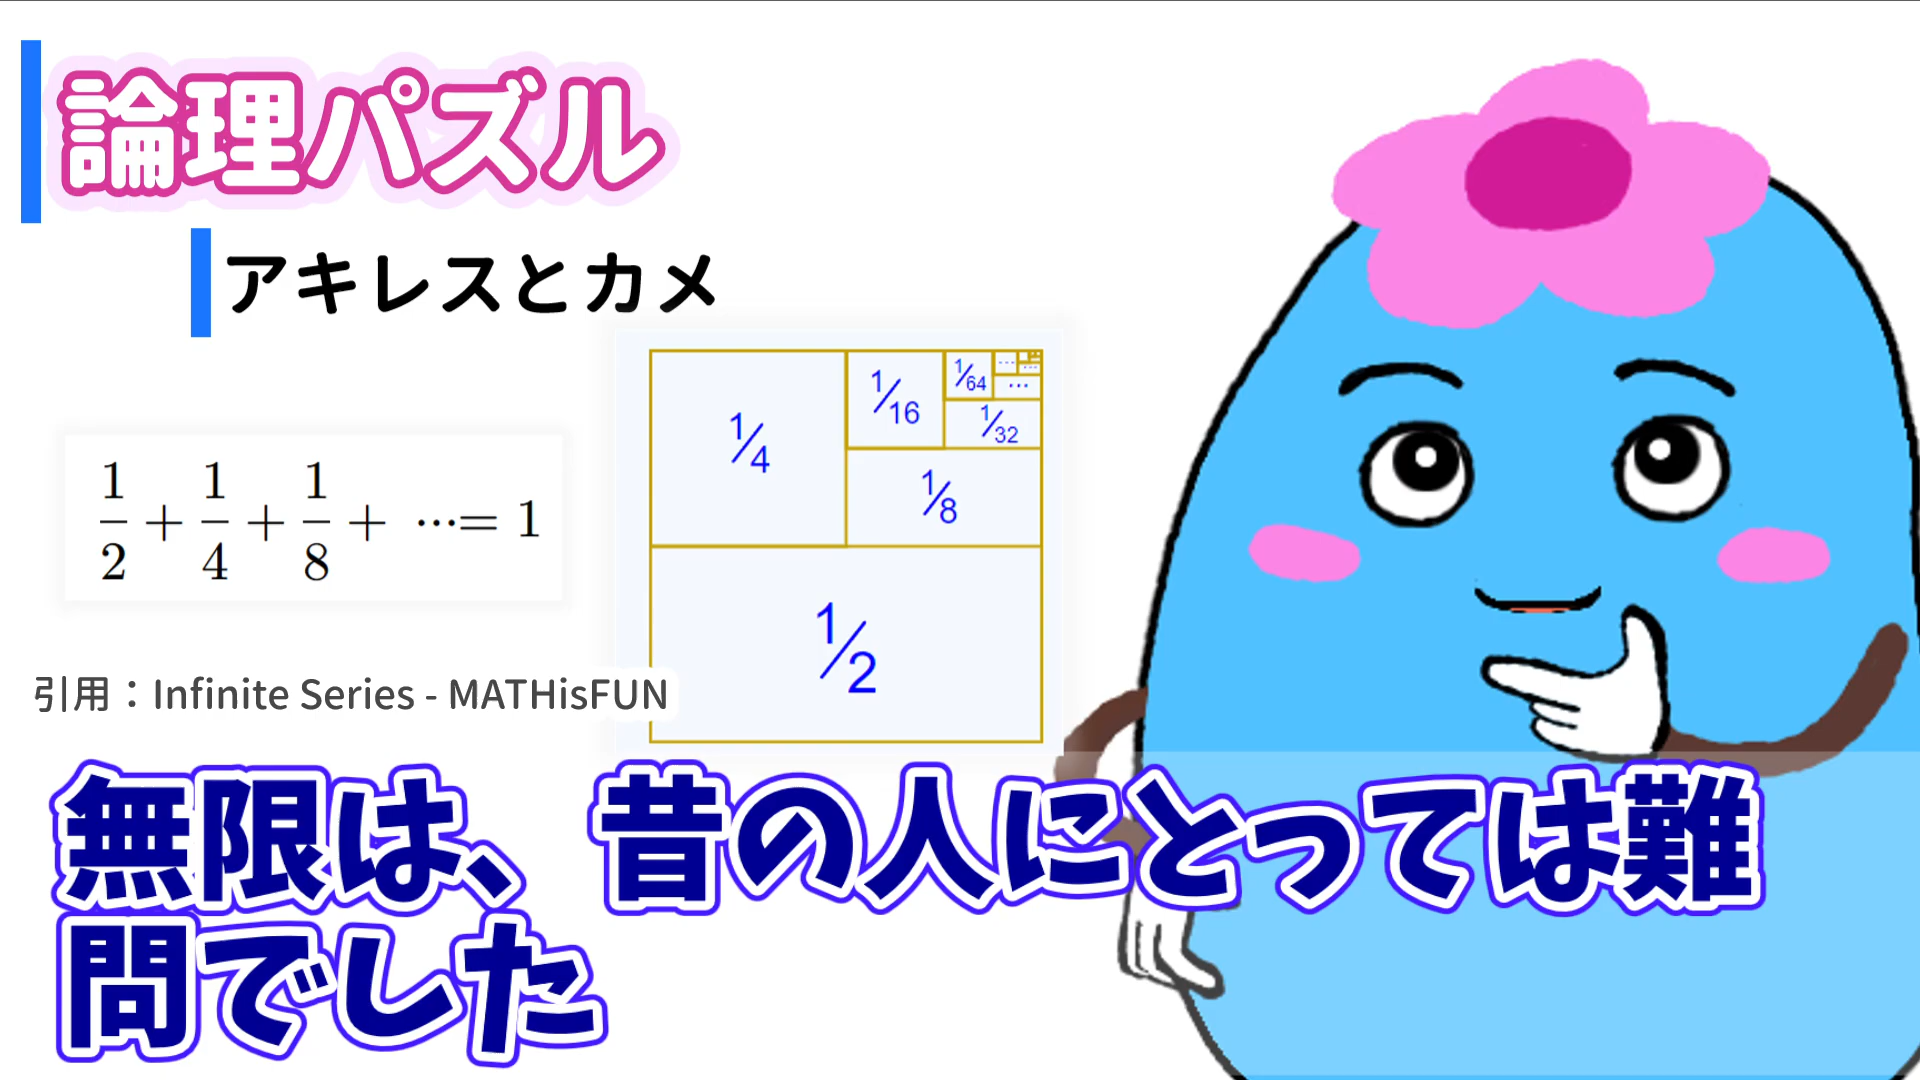 論理パズル
アキレスとカメ
1/2 + 1/4 + 1/8 + ··· = 1
1/4
1/16
1/64
...
...
...
1/32
1/8
1/2
引用：Infinite Series - MATHisFUN
無限は、昔の人にとっては難
問でした